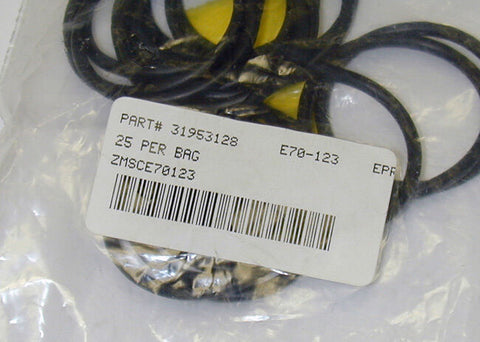 PART# 31953128 E70-123 EPR
25 PER BAG
ZMSCE70123